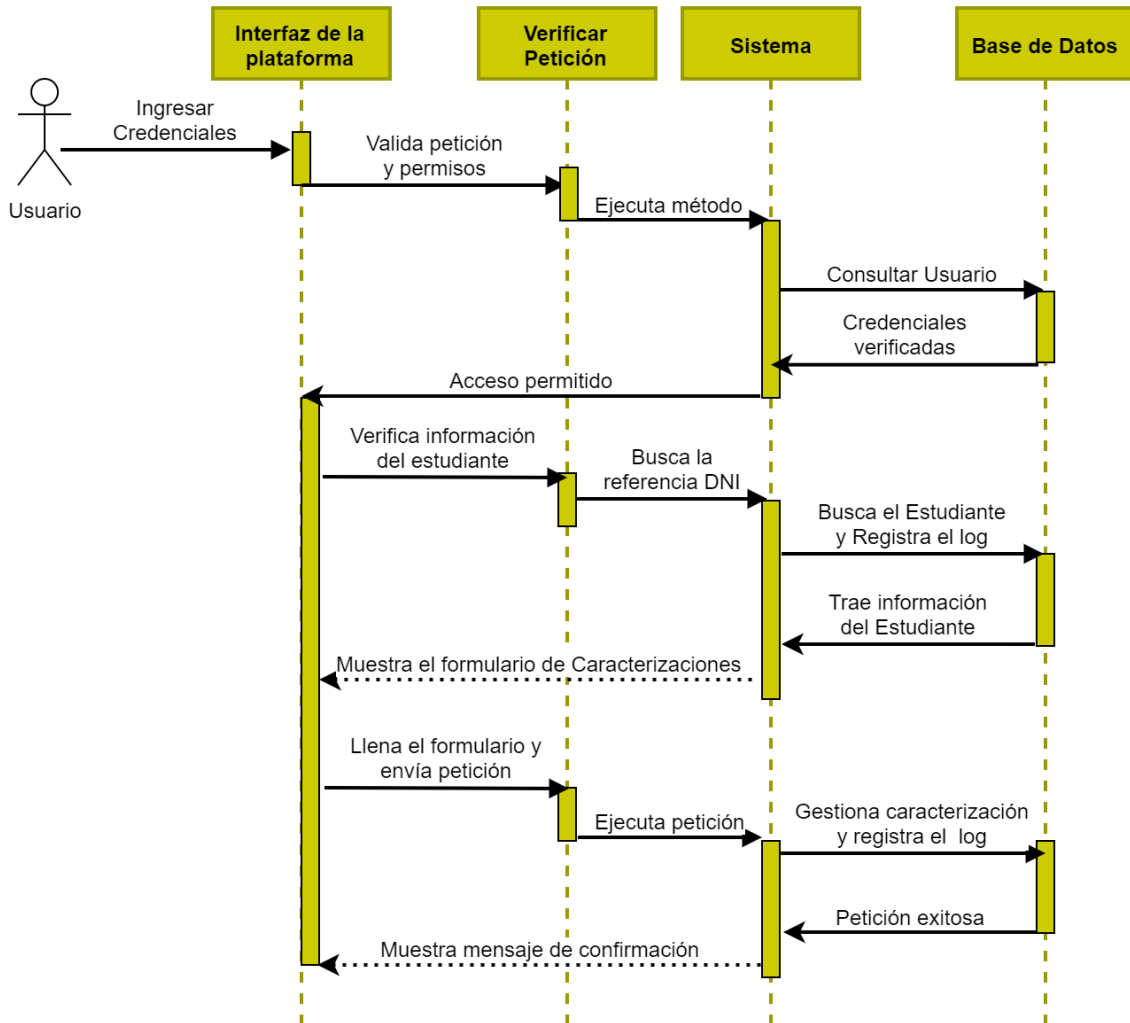 Interfaz de la
plataforma
Verificar
Petición
Sistema
Base de Datos
Ingresar
Credenciales
Usuario
Valida petición
y permisos
Ejecuta método
Consultar Usuario
Credenciales
verificadas
Acceso permitido
Verifica información
del estudiante
Busca la
referencia DNI
Busca el Estudiante
y Registra el log
Trae información
del Estudiante
Muestra el formulario de Caracterizaciones
Llena el formulario y
envía petición
Ejecuta petición
Gestiona caracterización
y registra el log
Petición exitosa
Muestra mensaje de confirmación